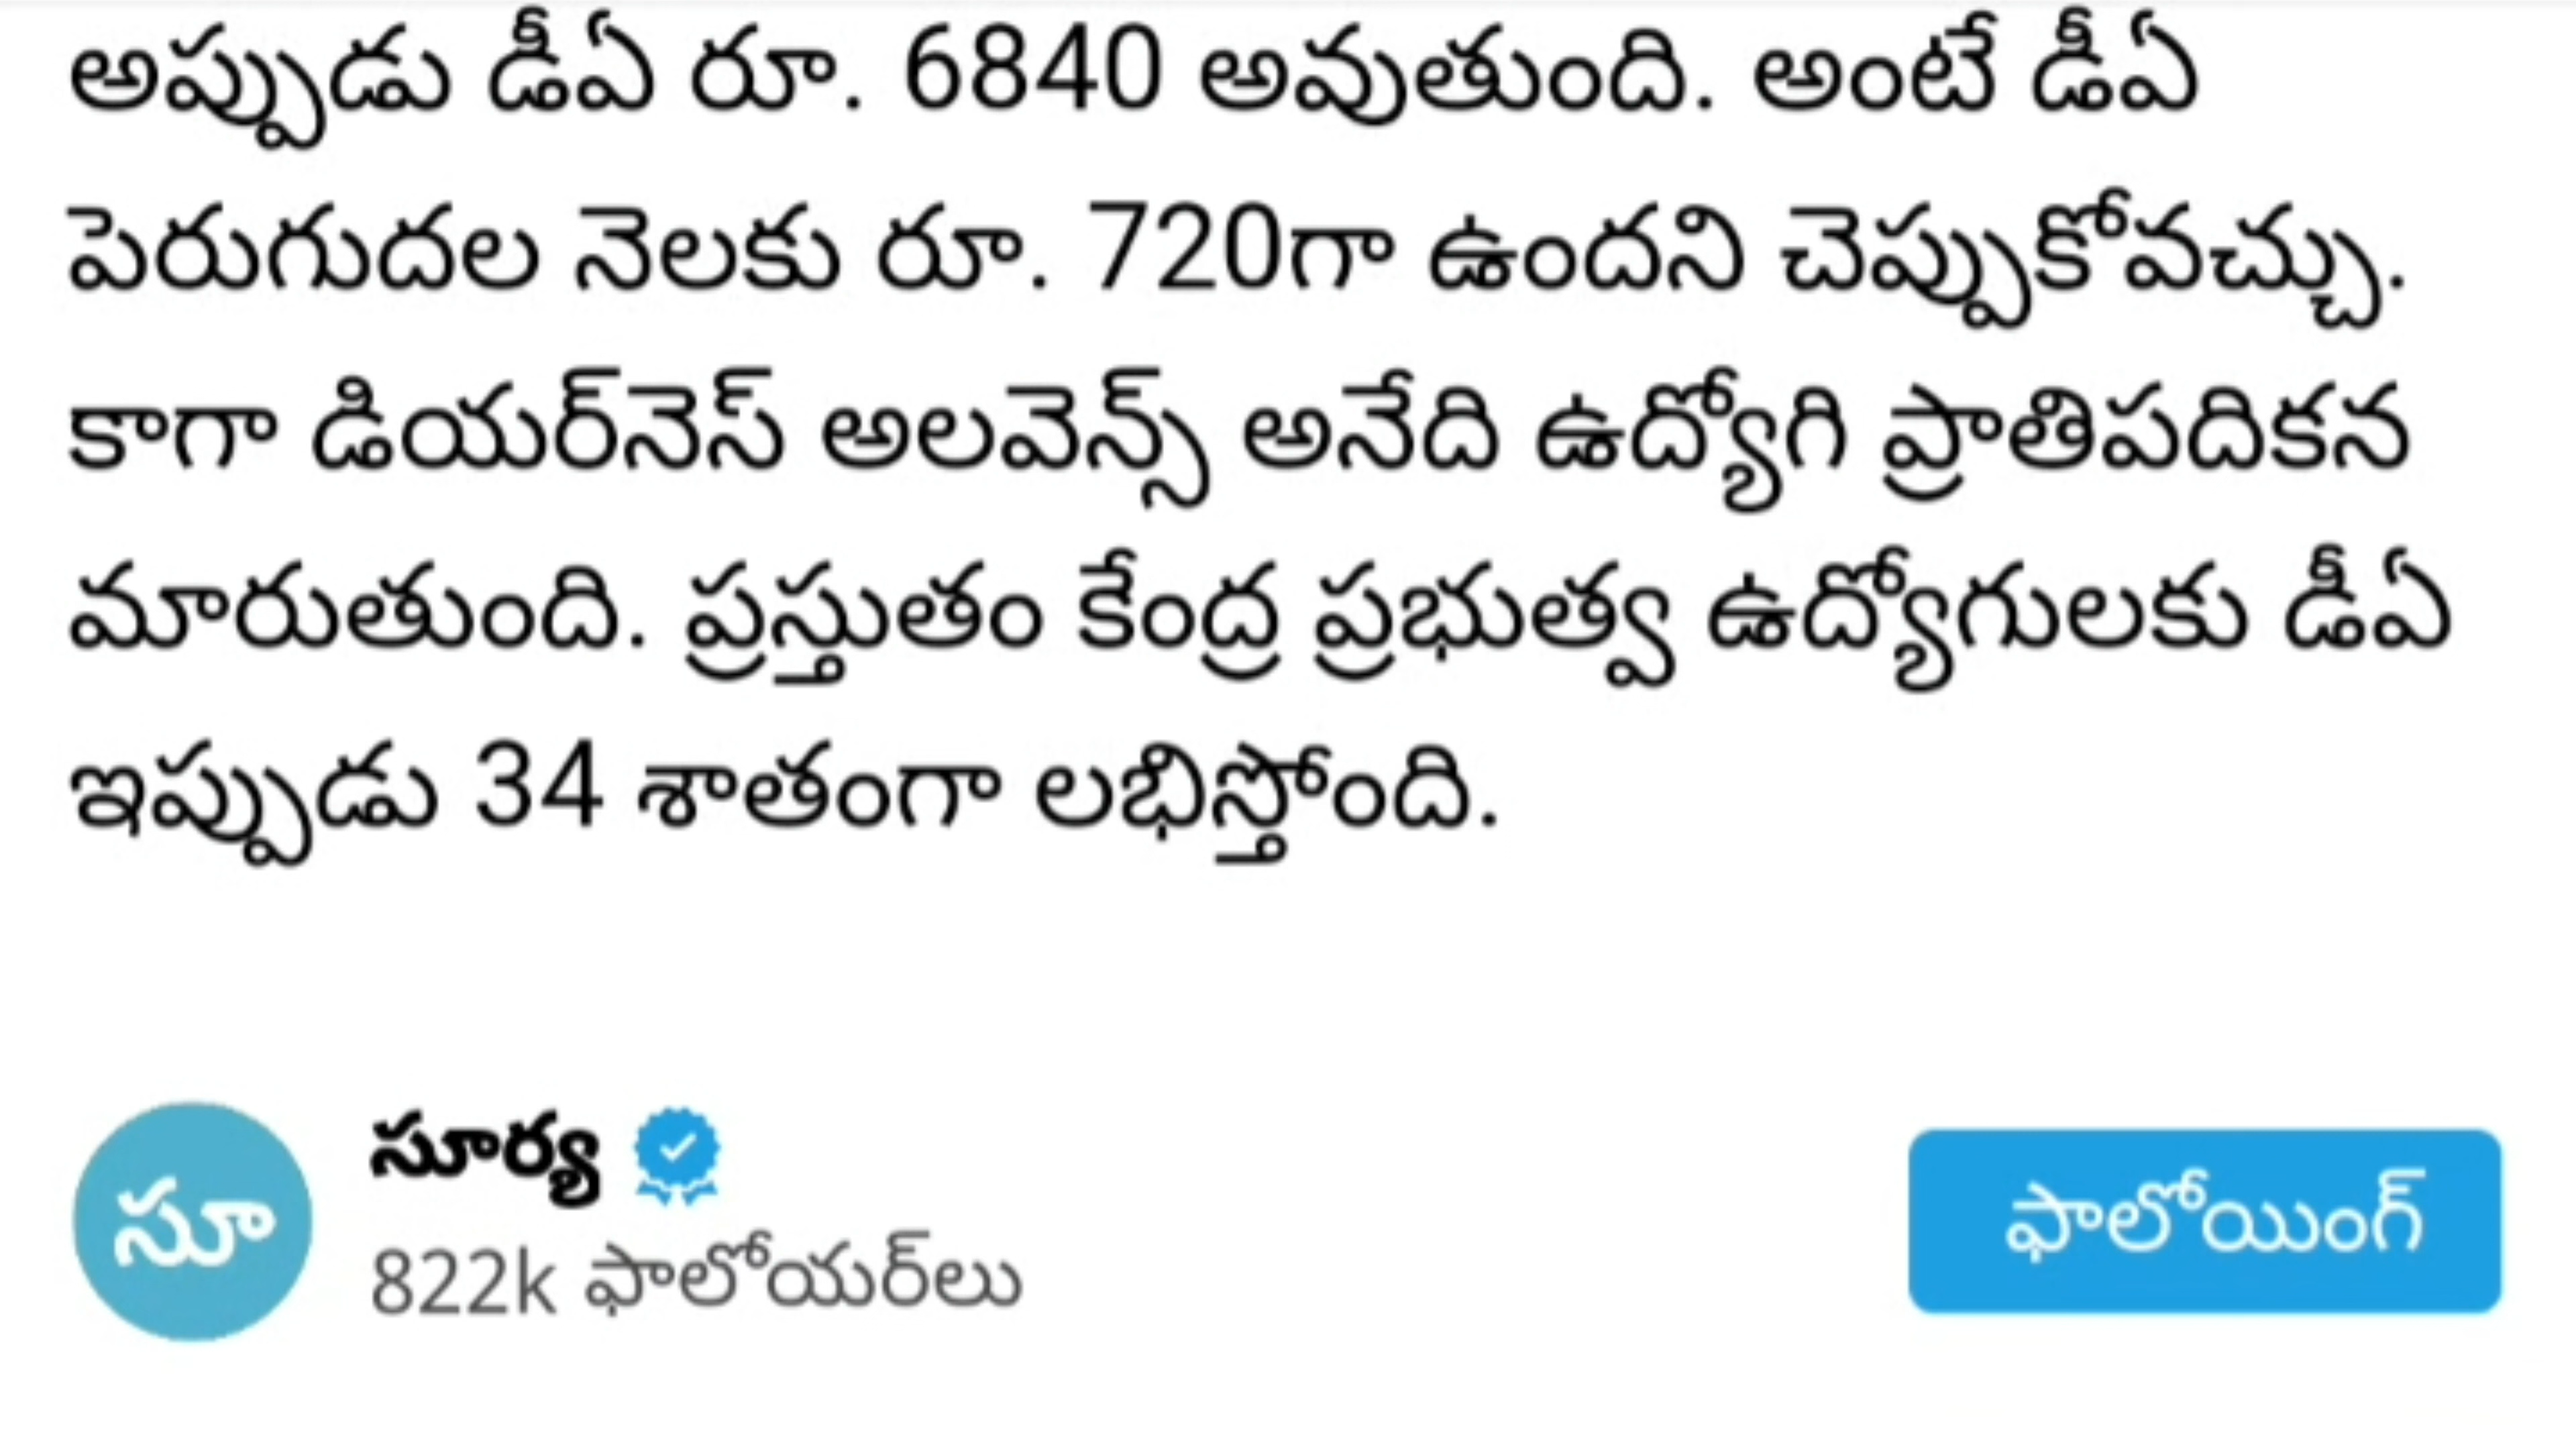 అప్పుడు డీఏ రూ. 6840 అవుతుంది. అంటే డీఏ
పెరుగుదల నెలకు రూ. 720గా ఉందని చెప్పుకోవచ్చు.
కాగా డియర్‌నెస్ అలవెన్స్ అనేది ఉద్యోగి ప్రాతిపదికన
మారుతుంది. ప్రస్తుతం కేంద్ర ప్రభుత్వ ఉద్యోగులకు డీఏ
ఇప్పుడు 34 శాతంగా లభిస్తోంది.
సూ
సూర్య
822k ఫాలోయర్‌లు
ఫాలోయింగ్